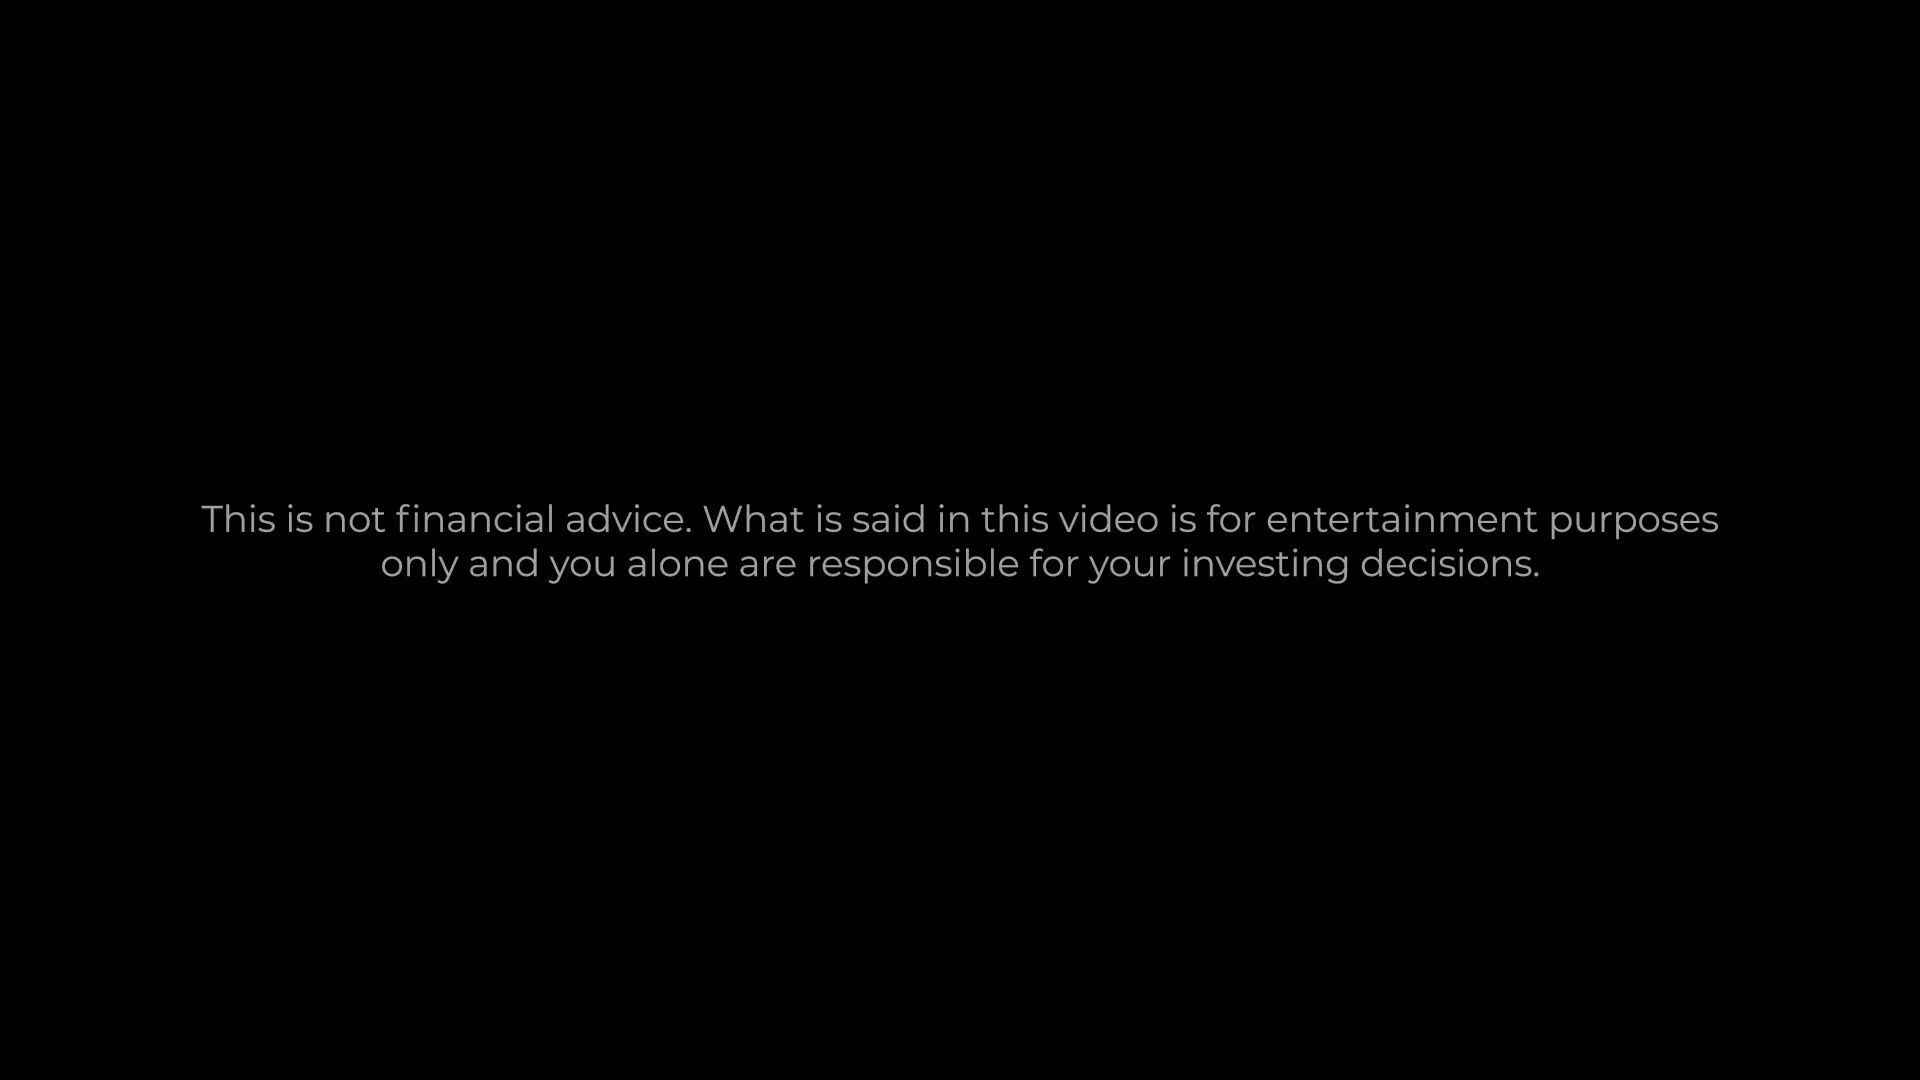 This is not financial advice. What is said in this video is for entertainment purposes
only and you alone are responsible for your investing decisions.